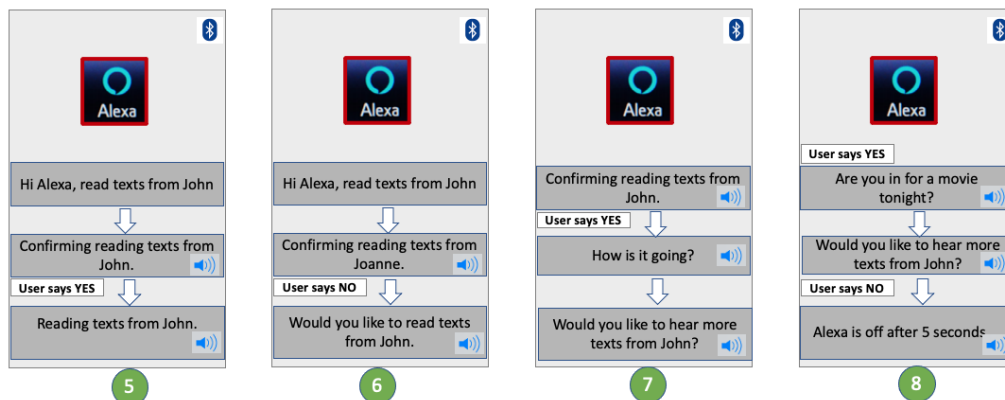 Alexa
Hi Alexa, read texts from John
Confirming reading texts from
John.
User says YES
Reading texts from John.
5
Alexa
Hi Alexa, read texts from John
Confirming reading texts from
Joanne.
User says NO
Would you like to read texts
from John.
6
Alexa
Confirming reading texts from
John.
User says YES
How is it going?
Would you like to hear more
texts from John?
7
Alexa
User says YES
Are you in for a movie
tonight?
Would you like to hear more
texts from John?
User says NO
Alexa is off after 5 seconds
8